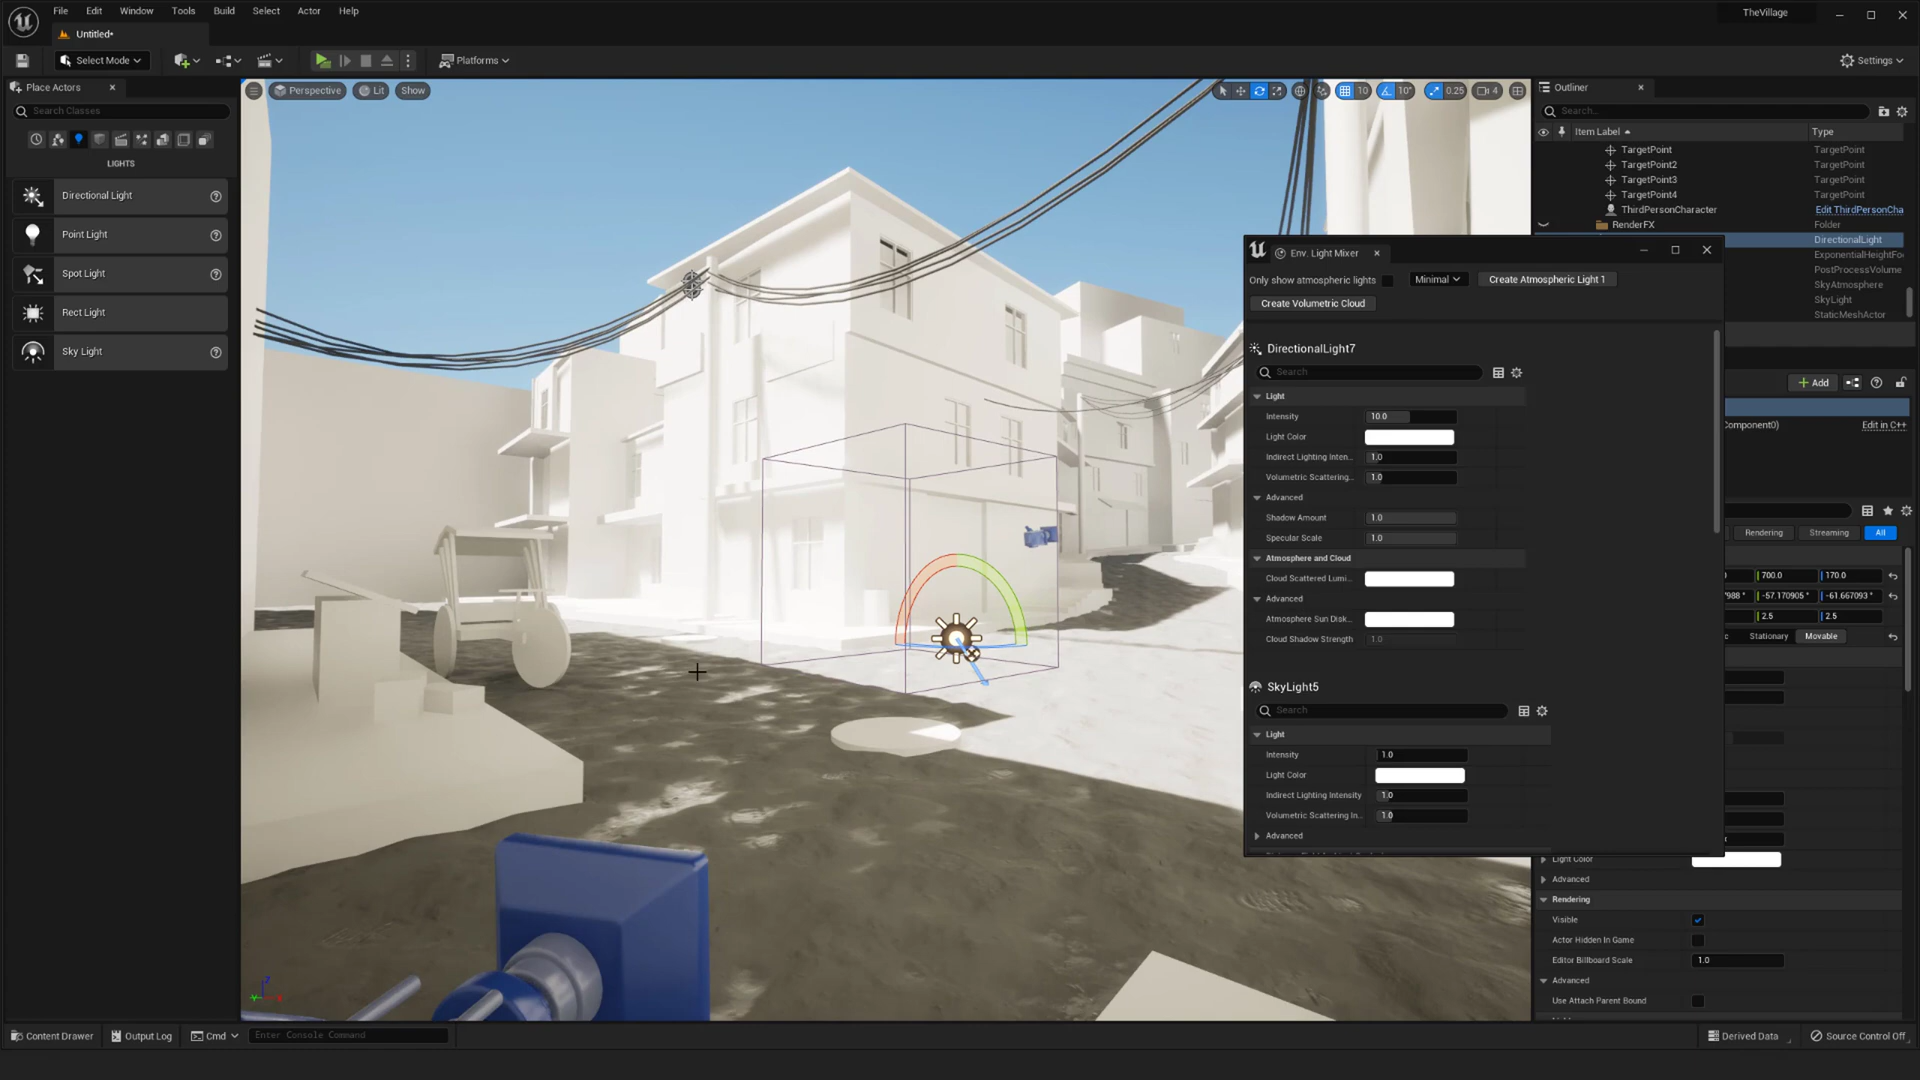 File Edit Window Tools Build Select Actor Help
TheVillage
Untitled•
Select Mode
Platforms
Settings
Place Actors
Search Classes
LIGHTS
Directional Light
Point Light
Spot Light
Rect Light
Sky Light
Perspective
Lit
Show
10
10°
0.25
4
Outliner
Search...
Item Label
Type
TargetPoint TargetPoint
TargetPoint2 TargetPoint
TargetPoint3 TargetPoint
TargetPoint4 TargetPoint
ThirdPersonCharacter Edit ThirdPersonCha
RenderFX Folder
DirectionalLight
ExponentialHeightFo
PostProcessVolume
SkyAtmosphere
SkyLight
StaticMeshActor
Env. Light Mixer
Only show atmospheric lights
Minimal
Create Atmospheric Light 1
Create Volumetric Cloud
DirectionalLight7
Search
Light
Intensity 10.0
Light Color
Indirect Lighting Inten... 1.0
Volumetric Scattering... 1.0
Advanced
Shadow Amount 1.0
Specular Scale 1.0
Atmosphere and Cloud
Cloud Scattered Lumi...
Advanced
Atmosphere Sun Disk...
Cloud Shadow Strength 1.0
SkyLight5
Search
Light
Intensity 1.0
Light Color
Indirect Lighting Intensity 1.0
Volumetric Scattering In... 1.0
Advanced
Add
Component0) Edit in C++
Rendering Streaming All
700.0 170.0
-57.170905 ° -61.667093 °
2.5 2.5
Stationary Movable
Light Color
Advanced
Rendering
Visible
Actor Hidden In Game
Editor Billboard Scale 1.0
Advanced
Use Attach Parent Bound
Content Drawer
Output Log
Cmd
Enter Console Command
Derived Data
Source Control Off